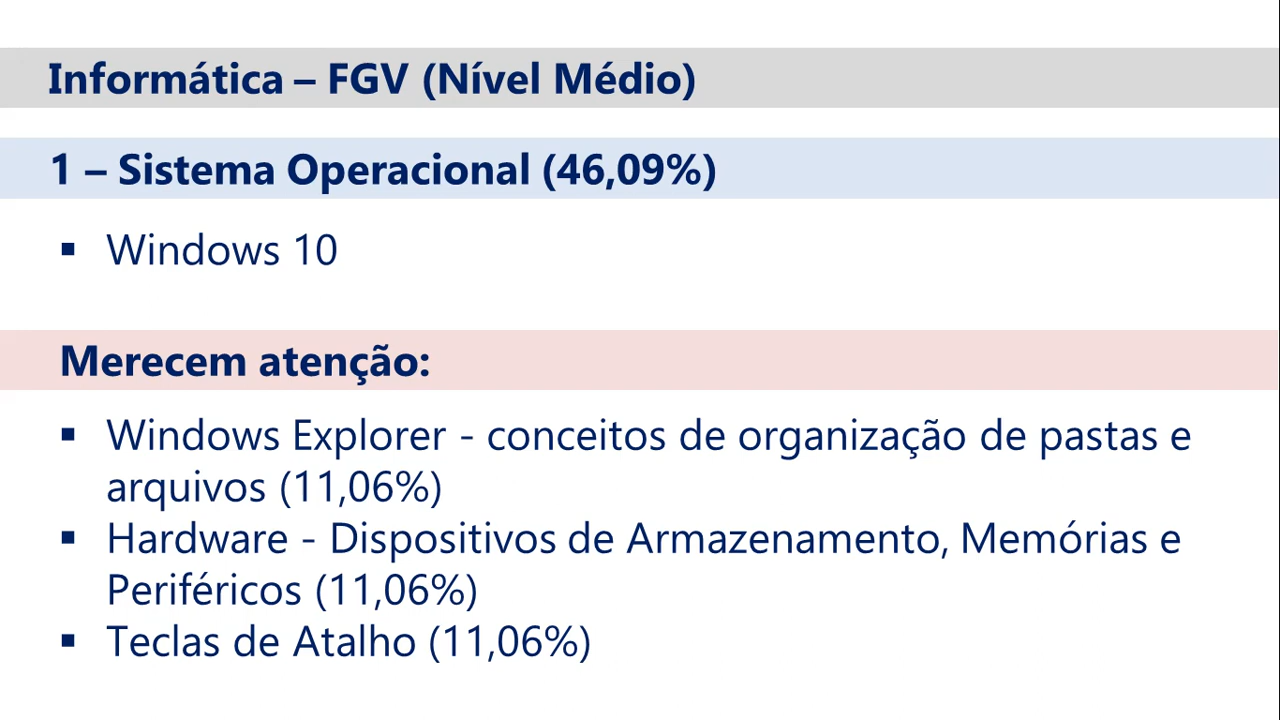 Informática – FGV (Nível Médio)
1 – Sistema Operacional (46,09%)
▪ Windows 10
Merecem atenção:
▪ Windows Explorer - conceitos de organização de pastas e
arquivos (11,06%)
▪ Hardware - Dispositivos de Armazenamento, Memórias e
Periféricos (11,06%)
▪ Teclas de Atalho (11,06%)